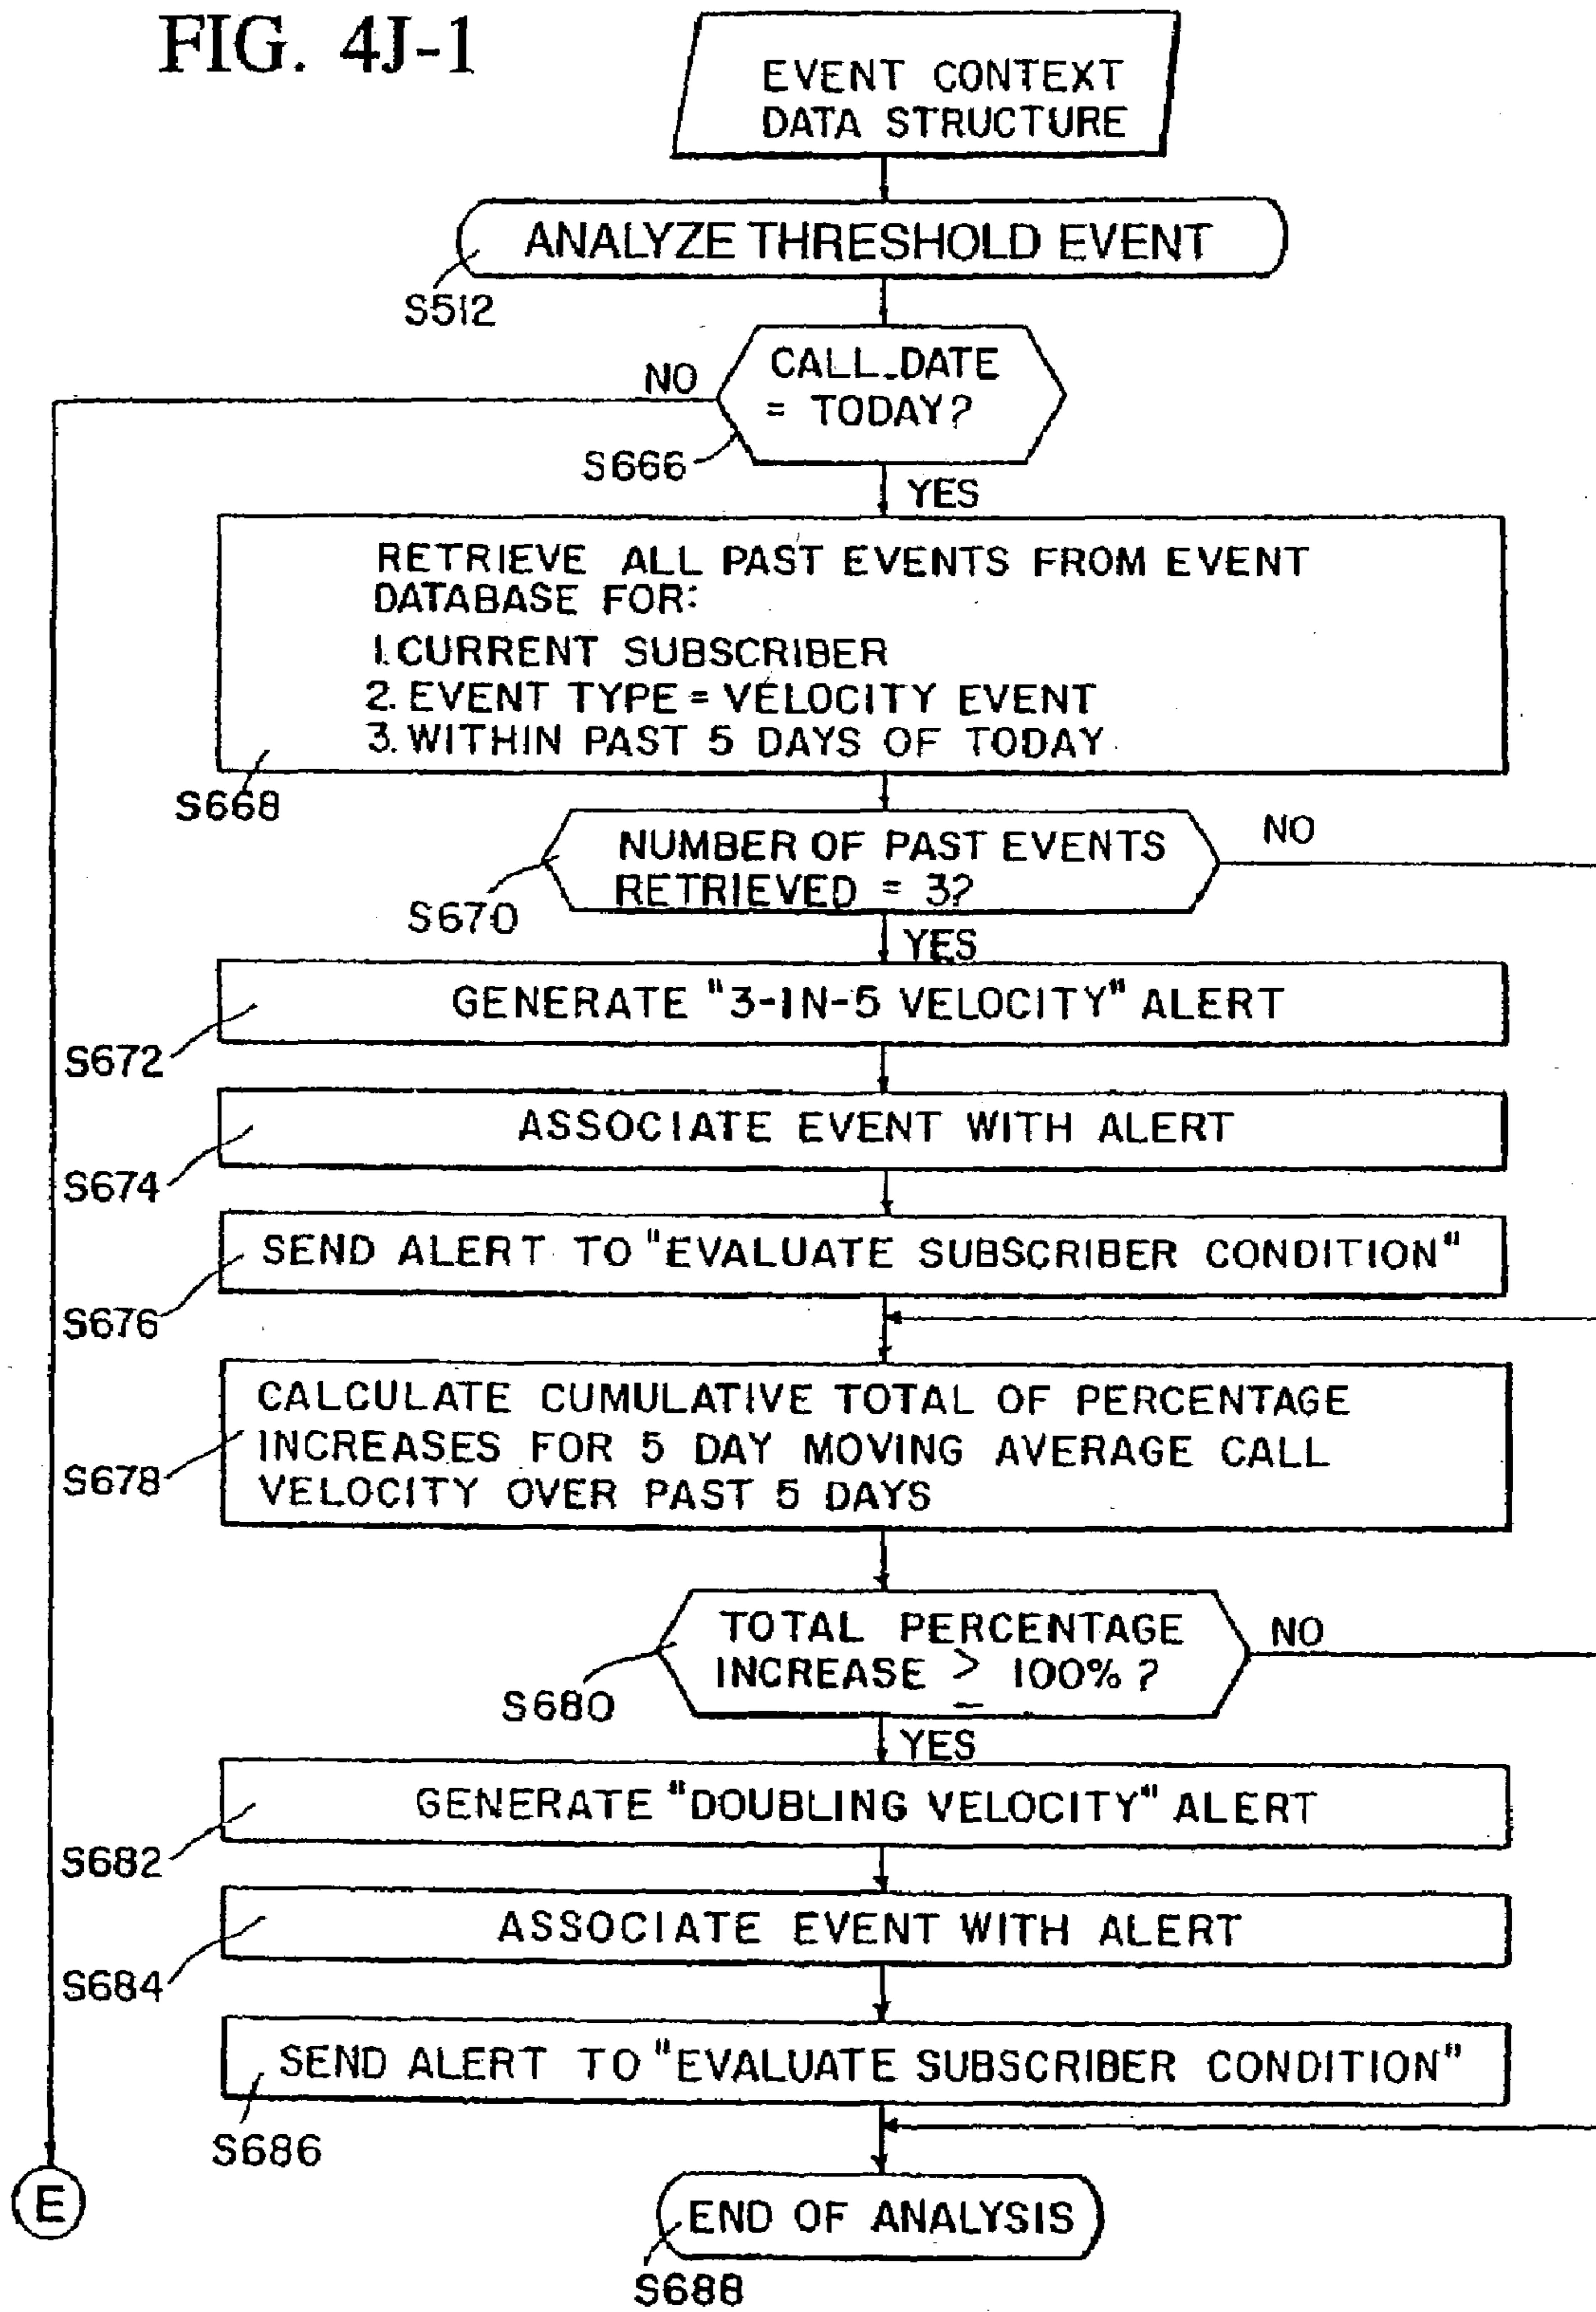 FIG. 4J-1
EVENT CONTEXT
DATA STRUCTURE
ANALYZE THRESHOLD EVENT
S512
CALL_DATE
= TODAY?
NO
S666
YES
RETRIEVE ALL PAST EVENTS FROM EVENT
DATABASE FOR:
1. CURRENT SUBSCRIBER
2. EVENT TYPE = VELOCITY EVENT
3. WITHIN PAST 5 DAYS OF TODAY
S668
NUMBER OF PAST EVENTS
RETRIEVED = 3?
NO
S670
YES
GENERATE "3-IN-5 VELOCITY" ALERT
S672
ASSOCIATE EVENT WITH ALERT
S674
SEND ALERT TO "EVALUATE SUBSCRIBER CONDITION"
S676
CALCULATE CUMULATIVE TOTAL OF PERCENTAGE
INCREASES FOR 5 DAY MOVING AVERAGE CALL
VELOCITY OVER PAST 5 DAYS
S678
TOTAL PERCENTAGE
INCREASE ≥ 100% ?
NO
S680
YES
GENERATE "DOUBLING VELOCITY" ALERT
S682
ASSOCIATE EVENT WITH ALERT
S684
SEND ALERT TO "EVALUATE SUBSCRIBER CONDITION"
S686
E
END OF ANALYSIS
S688